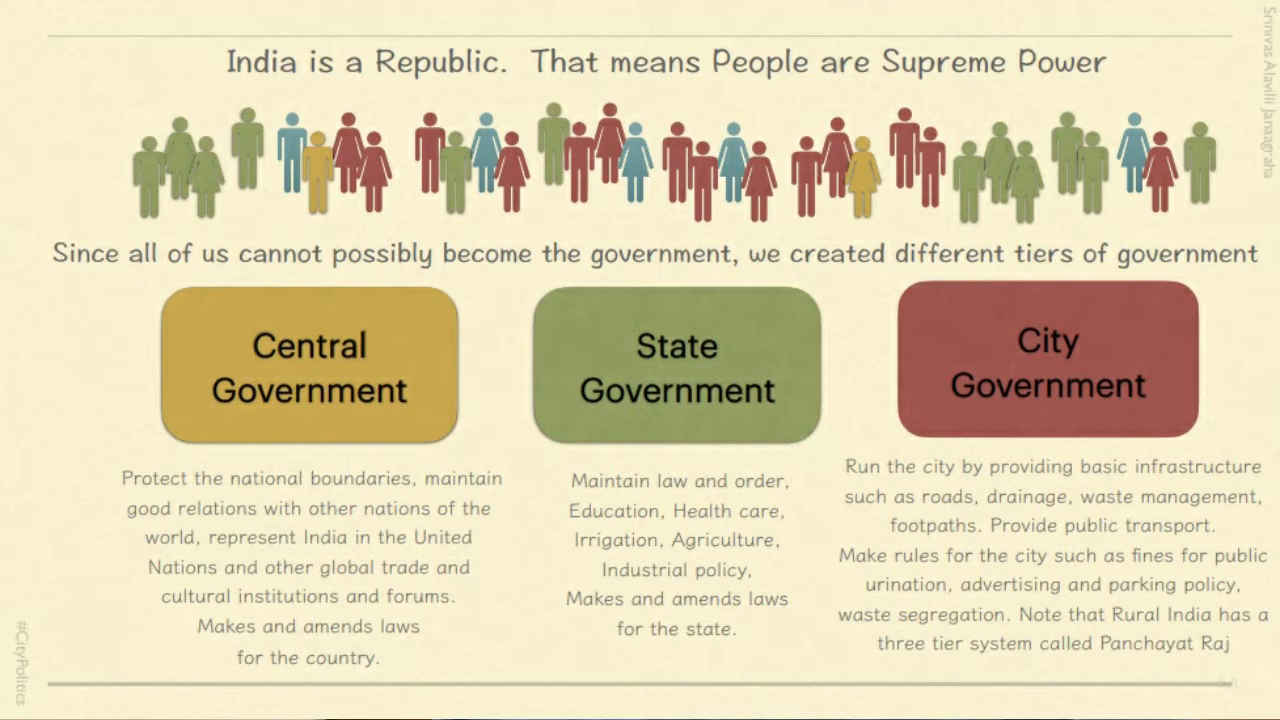 India is a Republic. That means People are Supreme Power
Since all of us cannot possibly become the government, we created different tiers of government
Central
Government
Protect the national boundaries, maintain
good relations with other nations of the
world, represent India in the United
Nations and other global trade and
cultural institutions and forums.
Makes and amends laws
for the country.
State
Government
Maintain law and order,
Education, Health care,
Irrigation, Agriculture,
Industrial policy,
Makes and amends laws
for the state.
City
Government
Run the city by providing basic infrastructure
such as roads, drainage, waste management,
footpaths. Provide public transport.
Make rules for the city such as fines for public
urination, advertising and parking policy,
waste segregation. Note that Rural India has a
three tier system called Panchayat Raj
Srinivas Alavilli Janaagraha
#CityPolitics